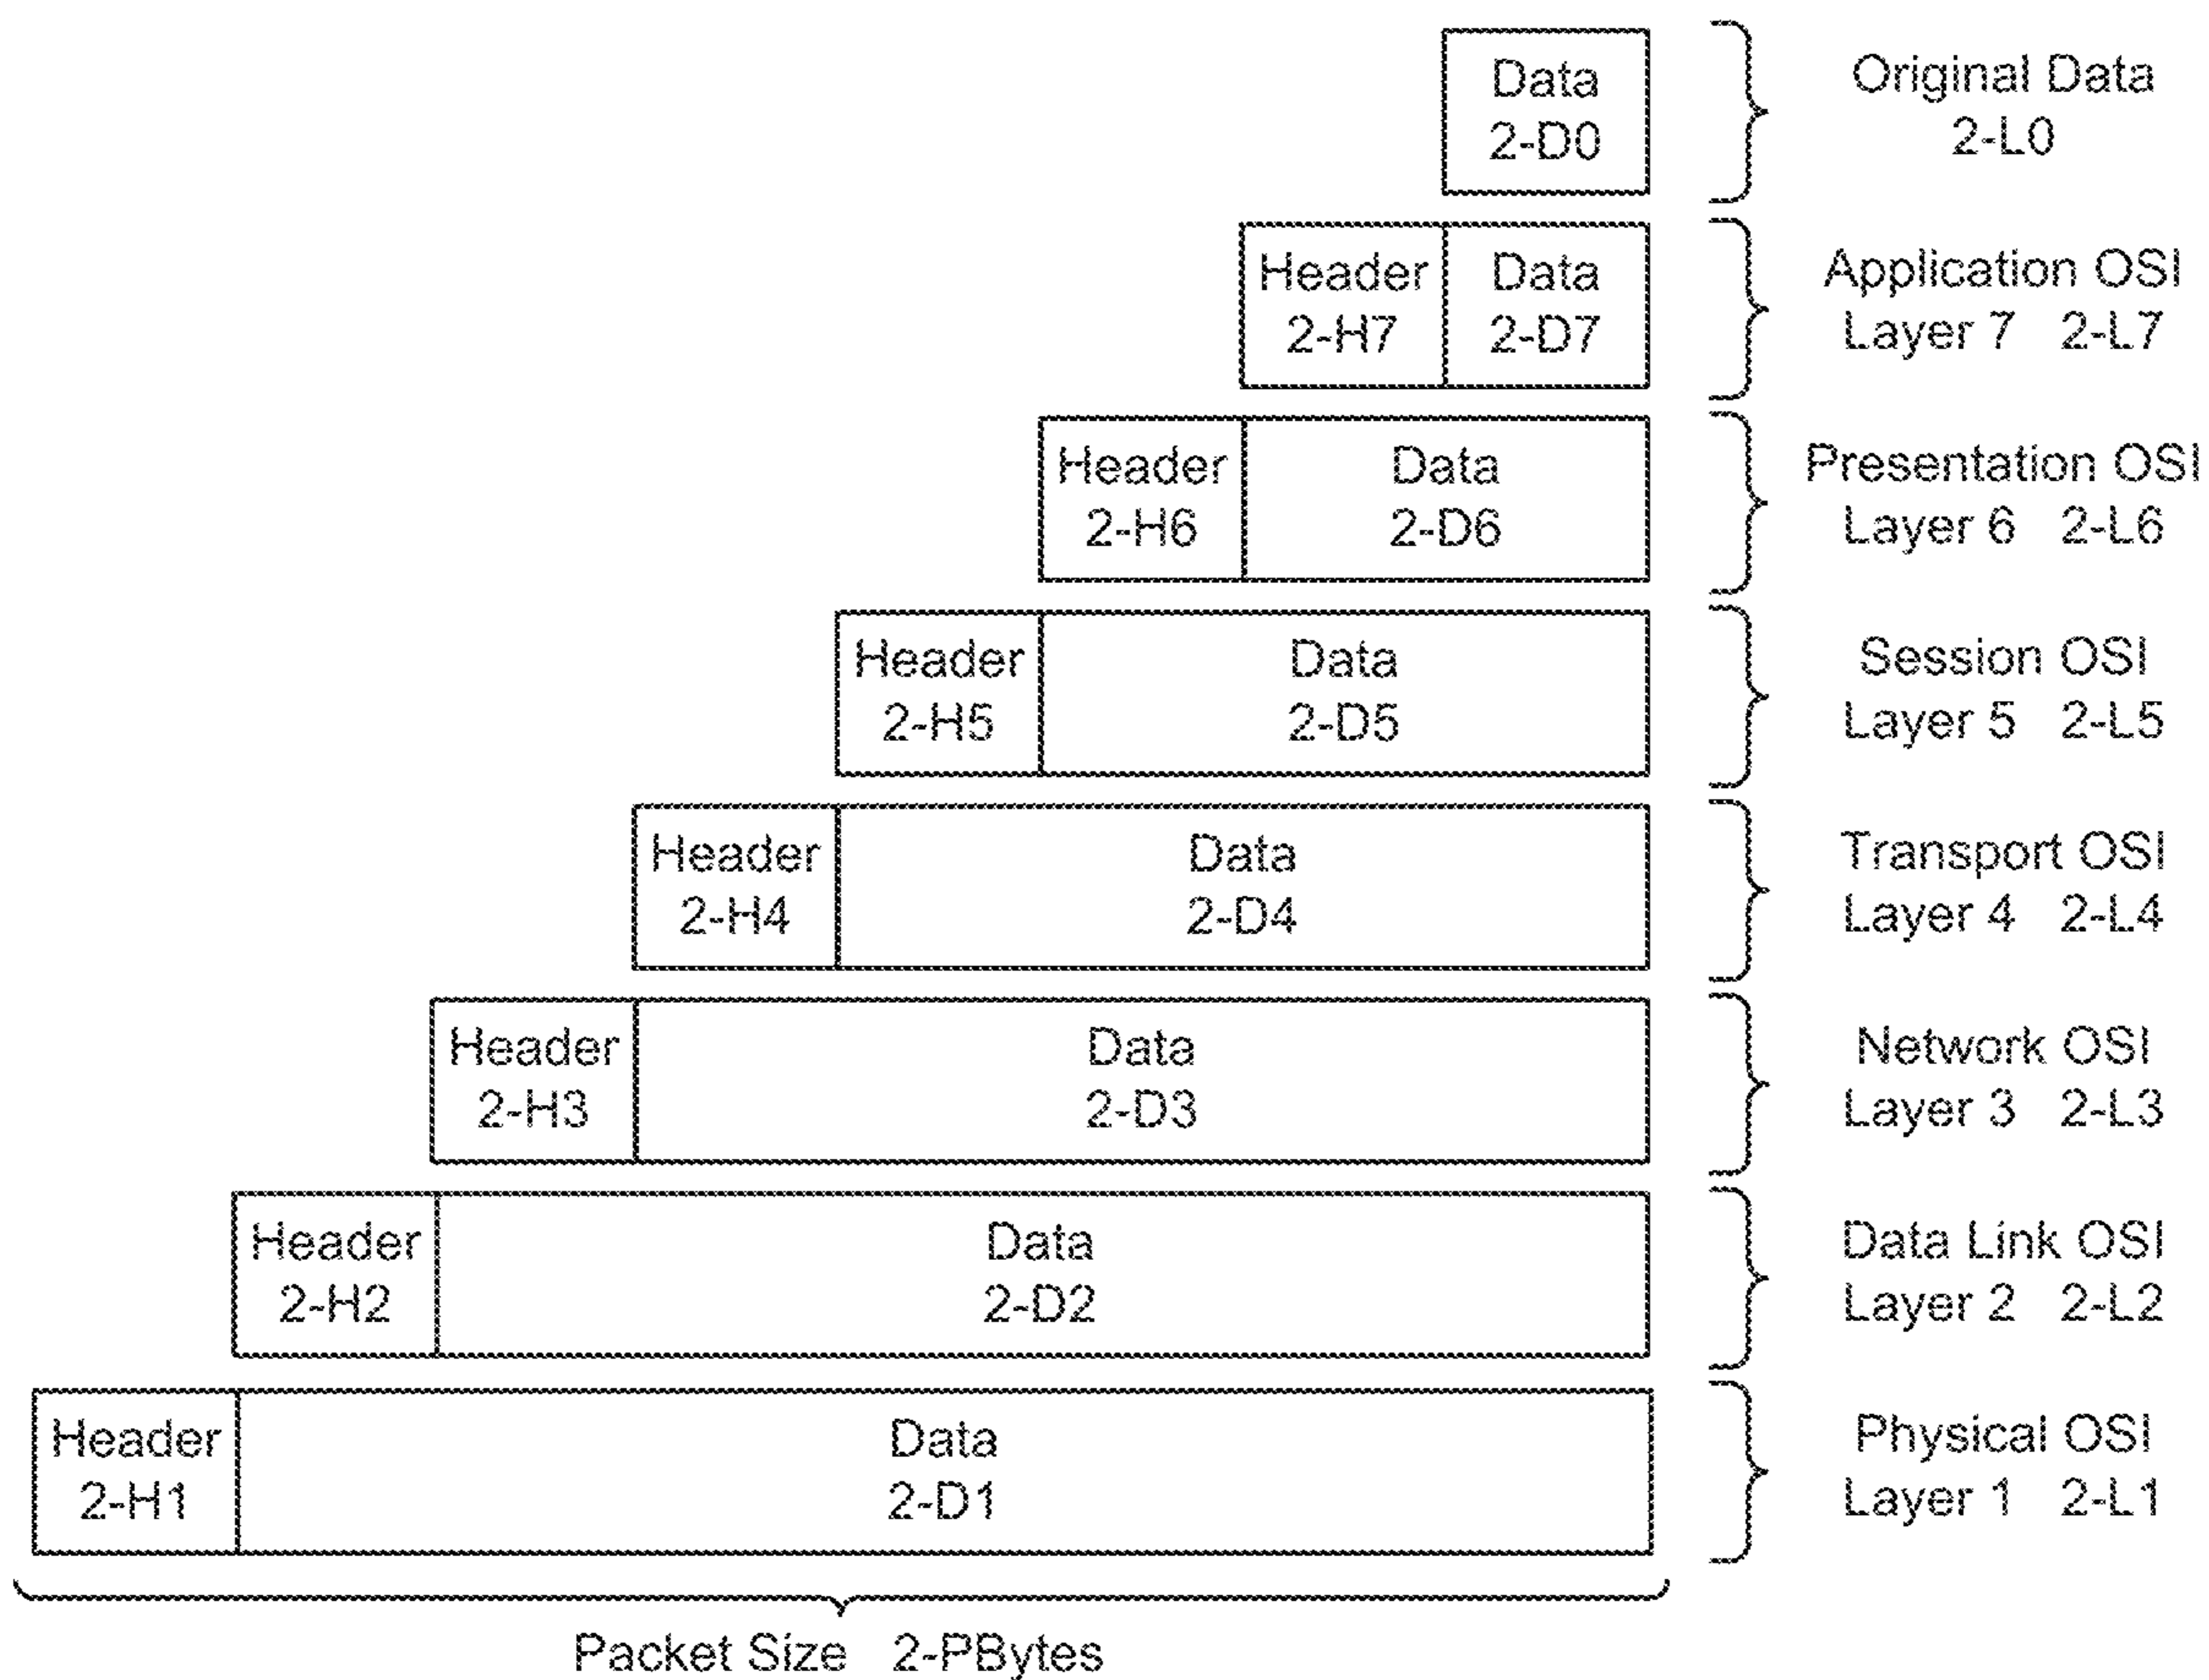 Data
2-D0
Original Data
2-L0
Header
2-H7
Data
2-D7
Application OSI
Layer 7 2-L7
Header
2-H6
Data
2-D6
Presentation OSI
Layer 6 2-L6
Header
2-H5
Data
2-D5
Session OSI
Layer 5 2-L5
Header
2-H4
Data
2-D4
Transport OSI
Layer 4 2-L4
Header
2-H3
Data
2-D3
Network OSI
Layer 3 2-L3
Header
2-H2
Data
2-D2
Data Link OSI
Layer 2 2-L2
Header
2-H1
Data
2-D1
Physical OSI
Layer 1 2-L1
Packet Size 2-PBytes